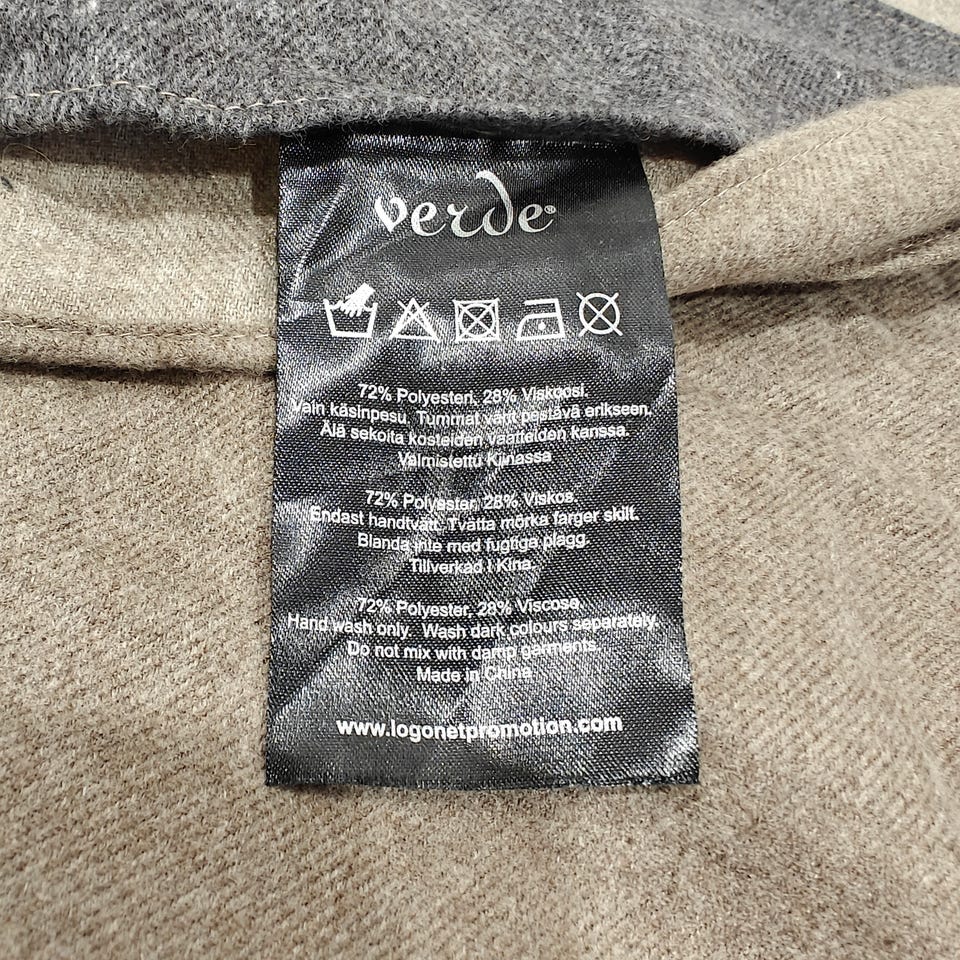 verde®
72% Polyesteri, 28% Viskoosi.
Vain käsinpesu. Tummat värit pestävä erikseen.
Älä sekoita kosteiden vaatteiden kanssa.
Valmistettu Kiinassa
72% Polyester, 28% Viskos.
Endast handtvätt. Tvätta mörka färger skilt.
Blanda inte med fugtiga plagg.
Tillverkad I Kina.
72% Polyester, 28% Viscose.
Hand wash only. Wash dark colours separately.
Do not mix with damp garments.
Made in China
www.logonetpromotion.com